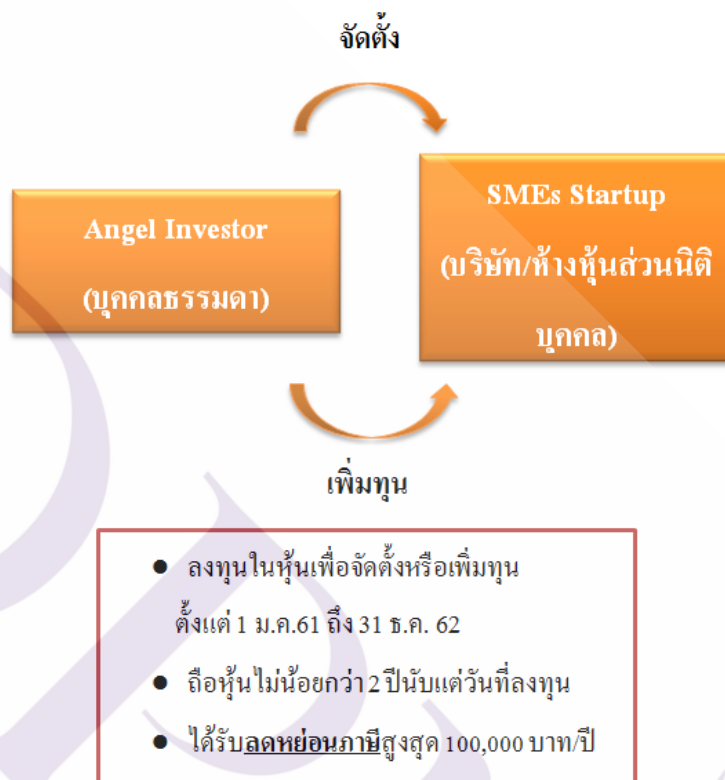 จัดตั้ง
Angel Investor
(บุคคลธรรมดา)
SMEs Startup
(บริษัท/ห้างหุ้นส่วนนิติ
บุคคล)
เพิ่มทุน
● ลงทุนในหุ้นเพื่อจัดตั้งหรือเพิ่มทุน
ตั้งแต่ 1 ม.ค.61 ถึง 31 ธ.ค. 62
● ถือหุ้นไม่น้อยกว่า 2 ปีนับแต่วันที่ลงทุน
● ได้รับลดหย่อนภาษีสูงสุด 100,000 บาท/ปี